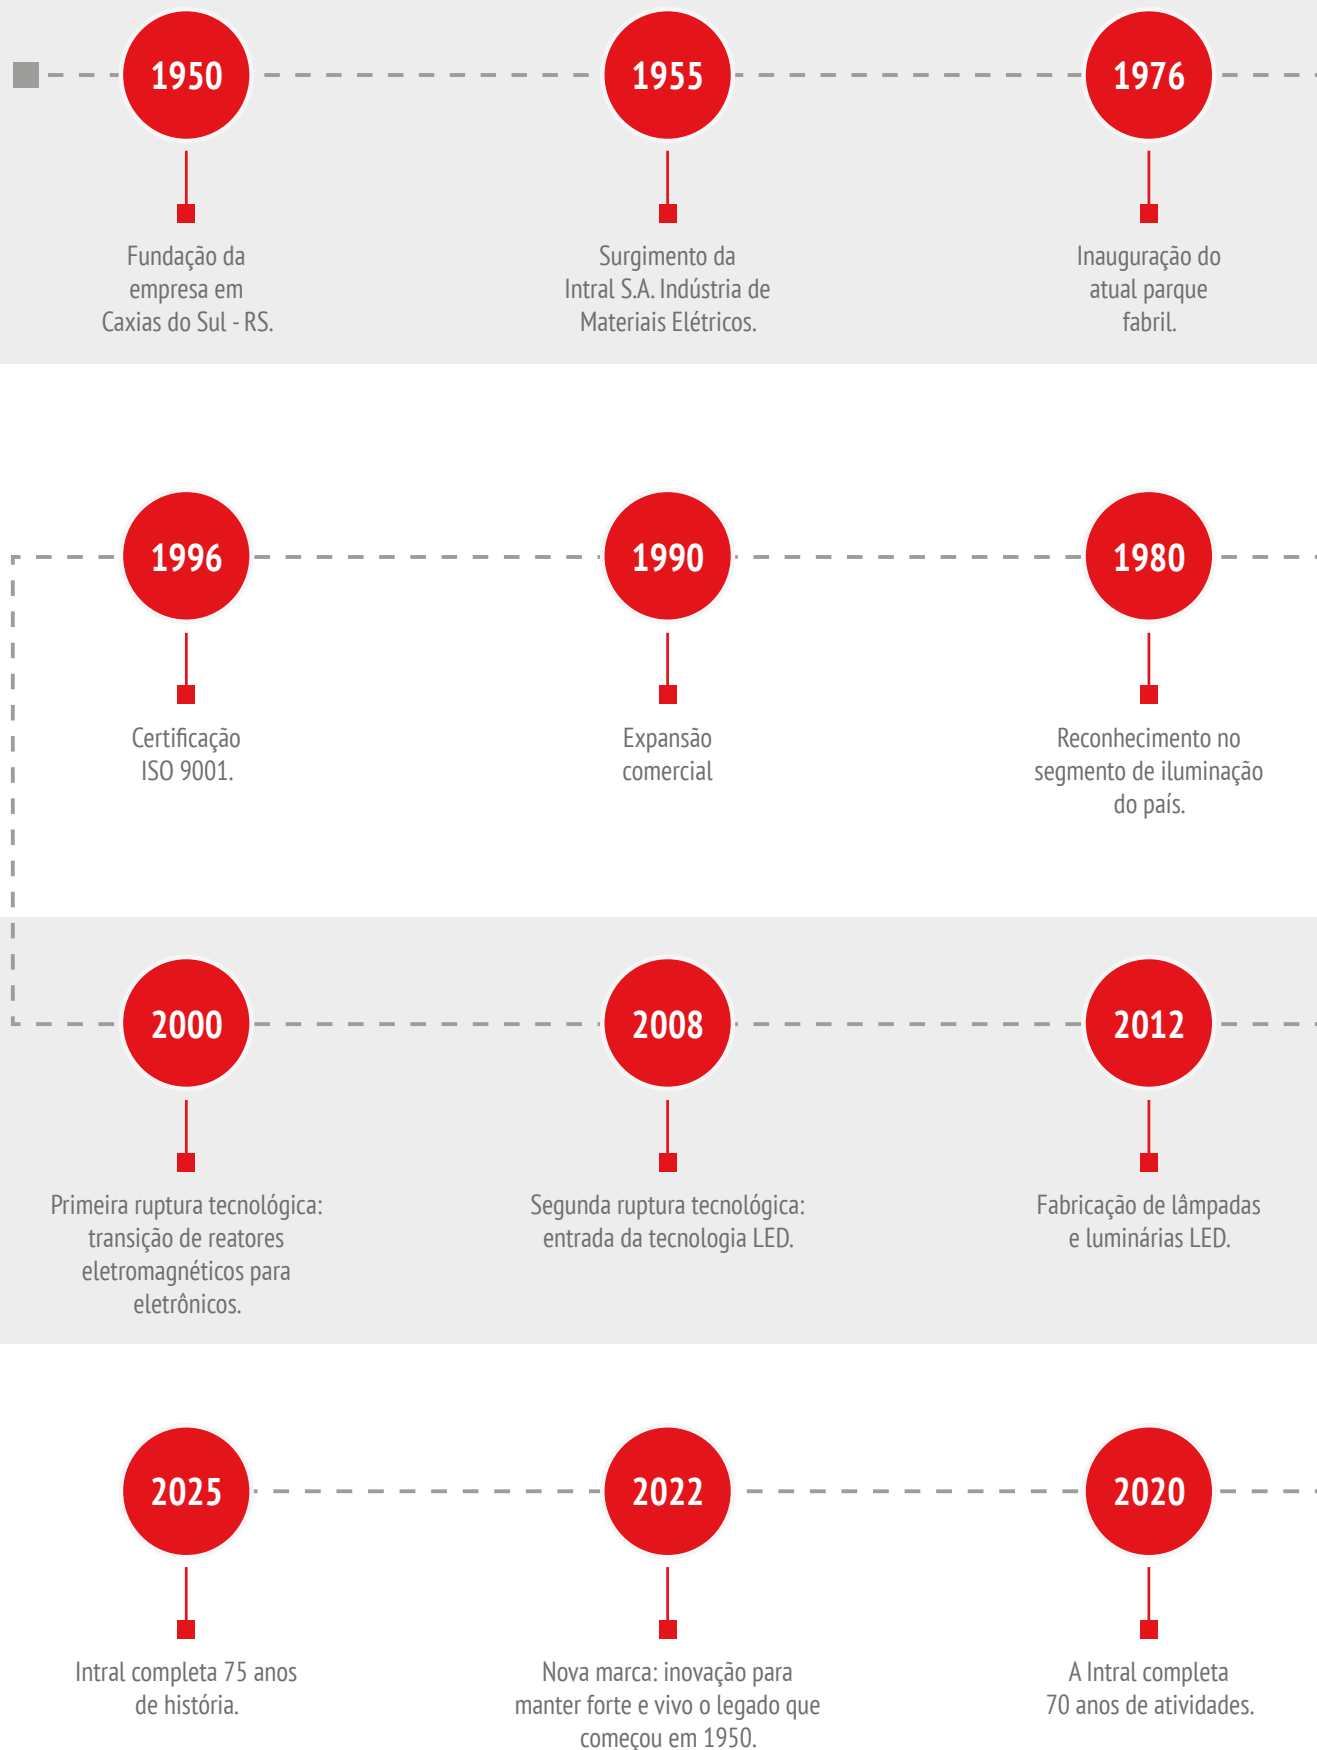 1950
Fundação da
empresa em
Caxias do Sul - RS.
1955
Surgimento da
Intral S.A. Indústria de
Materiais Elétricos.
1976
Inauguração do
atual parque
fabril.
1996
Certificação
ISO 9001.
1990
Expansão
comercial
1980
Reconhecimento no
segmento de iluminação
do país.
2000
Primeira ruptura tecnológica:
transição de reatores
eletromagnéticos para
eletrônicos.
2008
Segunda ruptura tecnológica:
entrada da tecnologia LED.
2012
Fabricação de lâmpadas
e luminárias LED.
2025
Intral completa 75 anos
de história.
2022
Nova marca: inovação para
manter forte e vivo o legado que
começou em 1950.
2020
A Intral completa
70 anos de atividades.